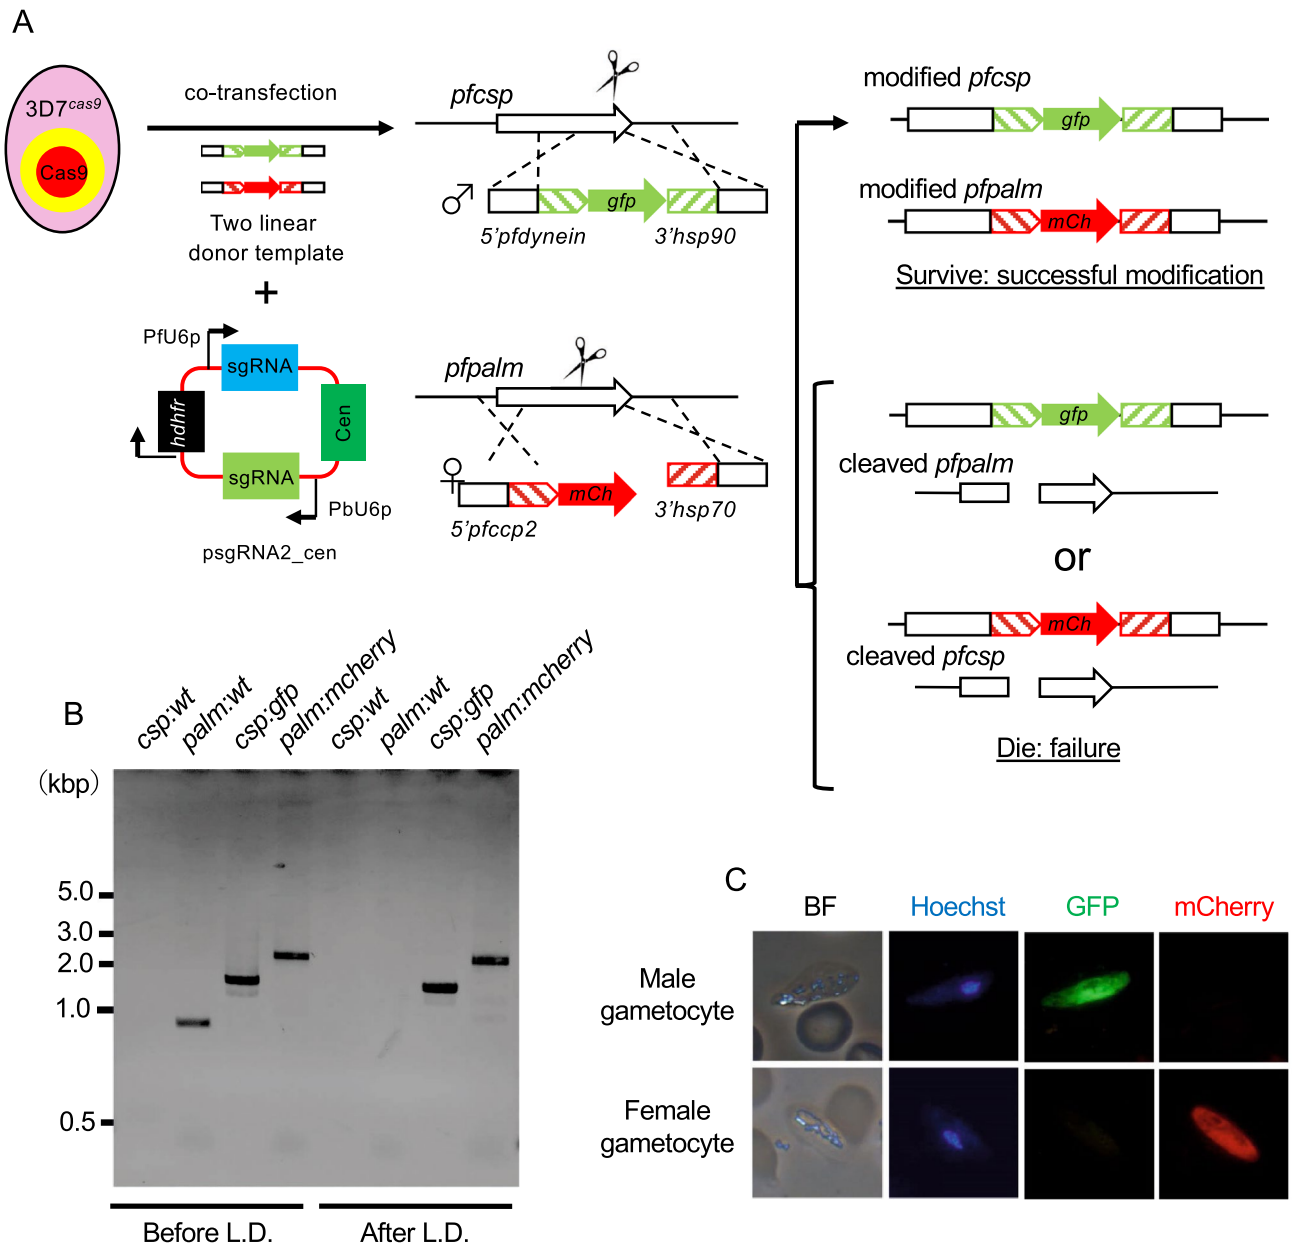 A
3D7cas9
Cas9
co-transfection
Two linear
donor template
+
PfU6p
sgRNA
hdhfr
Cen
sgRNA
PbU6p
psgRNA2_cen
pfcsp
♂
gfp
5'pfdynein
3'hsp90
pfpalm
♀
mCh
5'pfccp2
3'hsp70
modified pfcsp
gfp
modified pfpalm
mCh
Survive: successful modification
gfp
cleaved pfpalm
or
mCh
cleaved pfcsp
Die: failure
B
csp:wt
palm:wt
csp:gfp
palm:mcherry
csp:wt
palm:wt
csp:gfp
palm:mcherry
(kbp)
5.0
3.0
2.0
1.0
0.5
Before L.D.
After L.D.
C
BF
Hoechst
GFP
mCherry
Male
gametocyte
Female
gametocyte